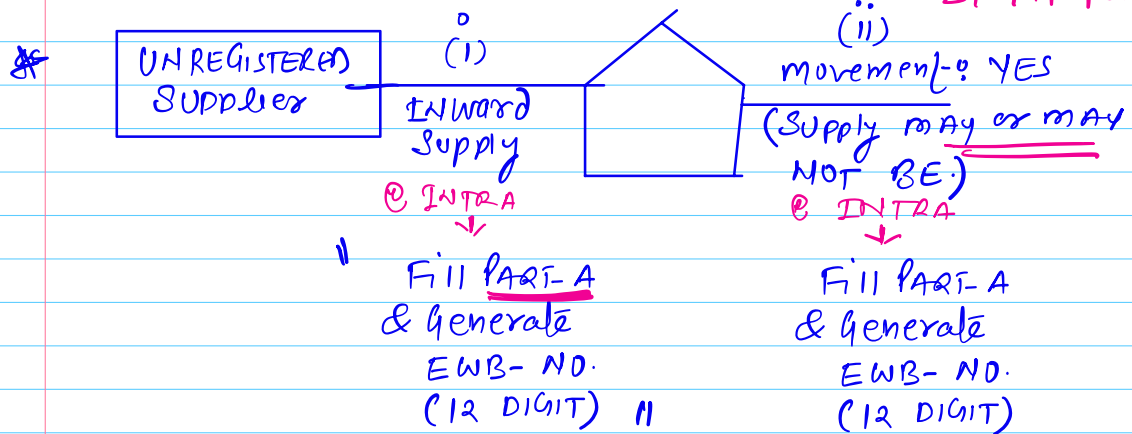 (I)
(II)
UNREGISTERED
SUPPlier
INward
Supply
@ INTRA
movement-: YES
(Supply mAy or mAy
NOT BE.)
@ INTRA
Fill PART-A
& Generate
EWB- NO.
(12 DIGIT)
Fill PART-A
& Generate
EWB- NO.
(12 DIGIT)